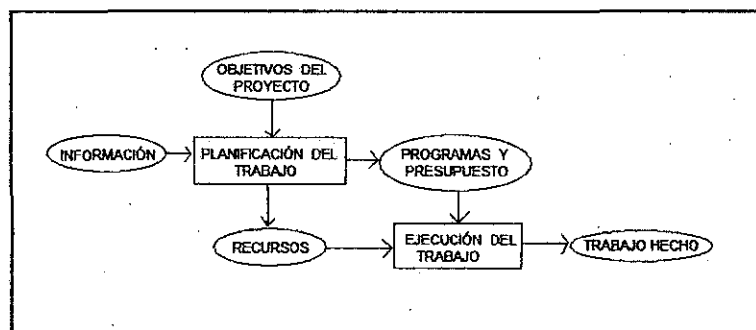 OBJETIVOS DEL
PROYECTO
INFORMACIÓN
PLANIFICACIÓN DEL
TRABAJO
PROGRAMAS Y
PRESUPUESTO
RECURSOS
EJECUCIÓN DEL
TRABAJO
TRABAJO HECHO